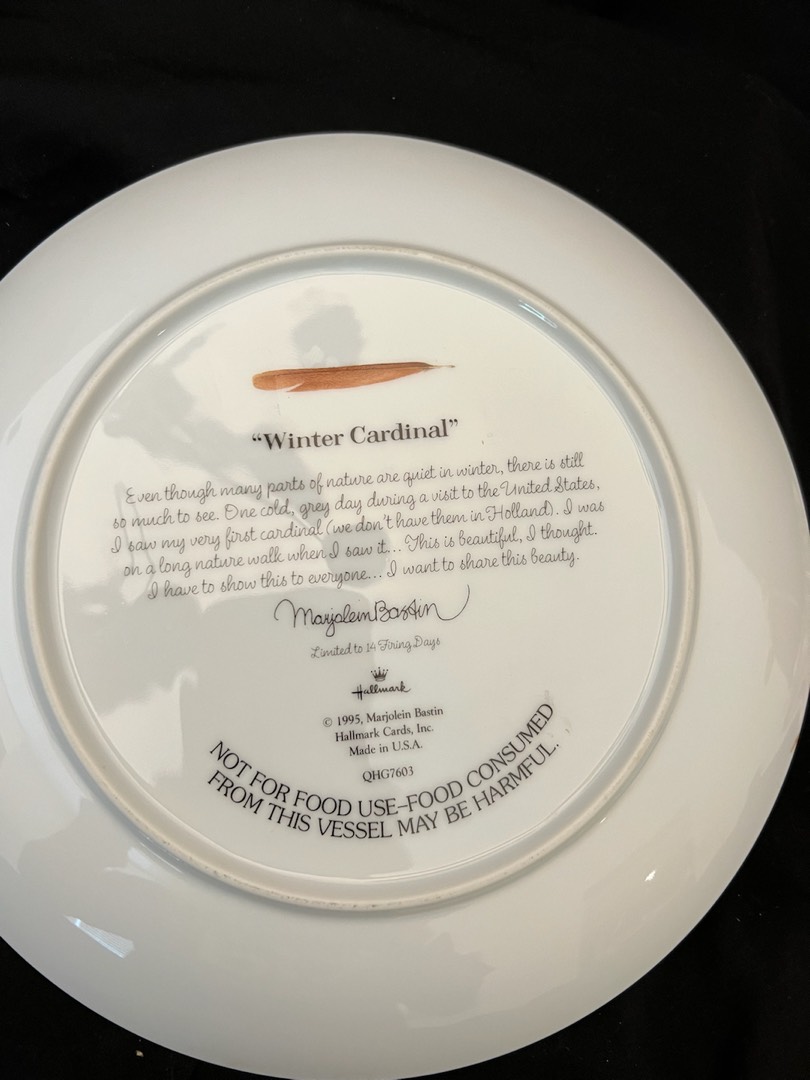 “Winter Cardinal”
Even though many parts of nature are quiet in winter, there is still
so much to see. One cold, grey day during a visit to the United States,
I saw my very first cardinal (we don't have them in Holland). I was
on a long nature walk when I saw it... This is beautiful, I thought.
I have to show this to everyone... I want to share this beauty.
Marjolein Bastin
Limited to 14 Firing Days
Hallmark
© 1995, Marjolein Bastin
Hallmark Cards, Inc.
Made in U.S.A.
QHG7603
NOT FOR FOOD USE–FOOD CONSUMED
FROM THIS VESSEL MAY BE HARMFUL.